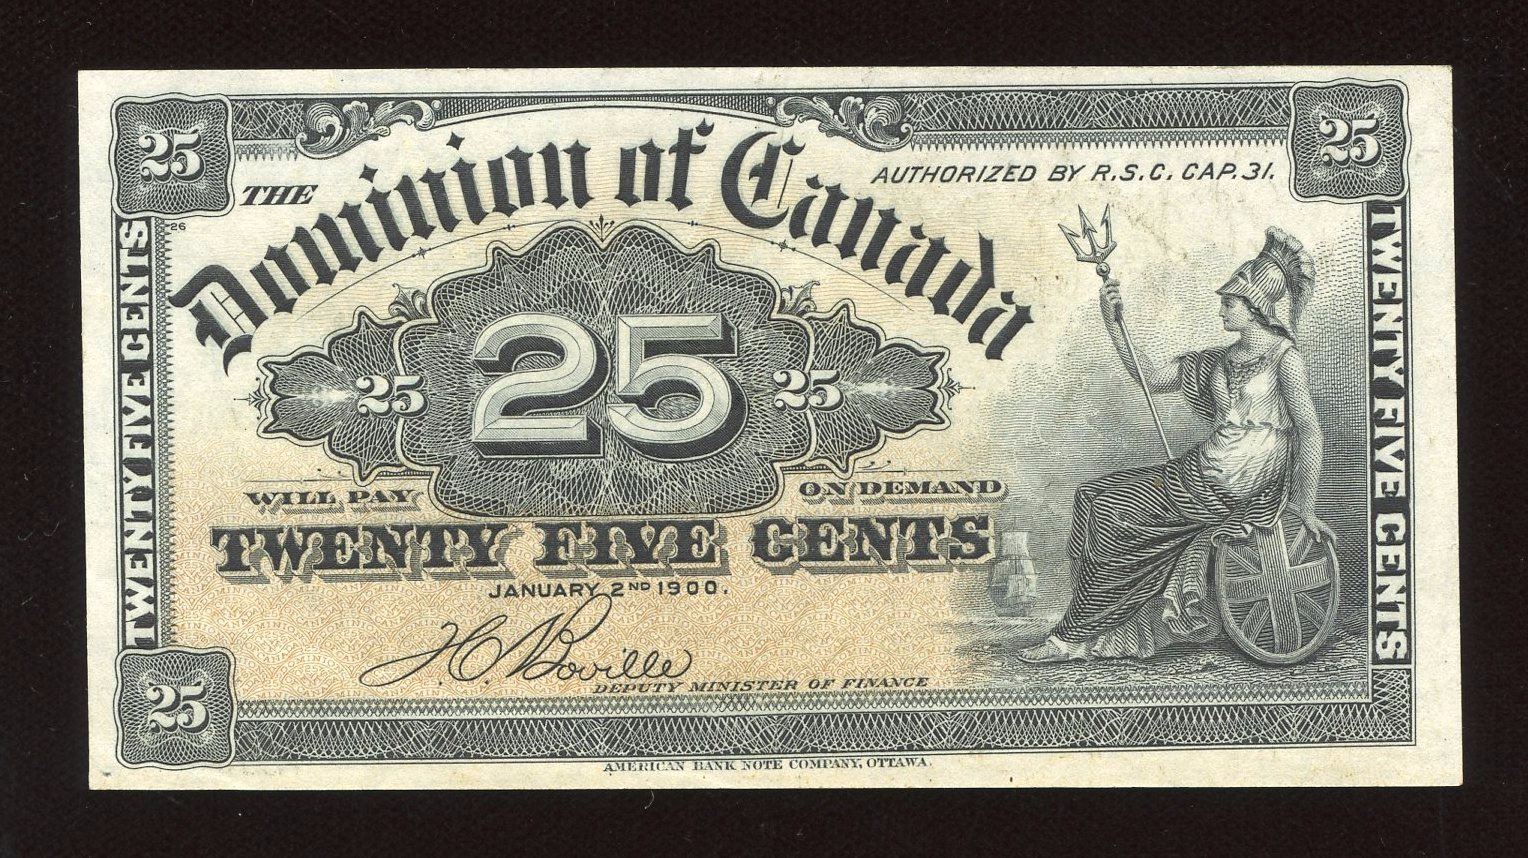 25
25
THE Dominion of Canada
AUTHORIZED BY R.S.C. CAP. 31.
26
TWENTY FIVE CENTS
TWENTY FIVE CENTS
25 25 25
WILL PAY ON DEMAND
TWENTY FIVE CENTS
JANUARY 2ND 1900.
H.C. Boville
DEPUTY MINISTER OF FINANCE
25
AMERICAN BANK NOTE COMPANY, OTTAWA.